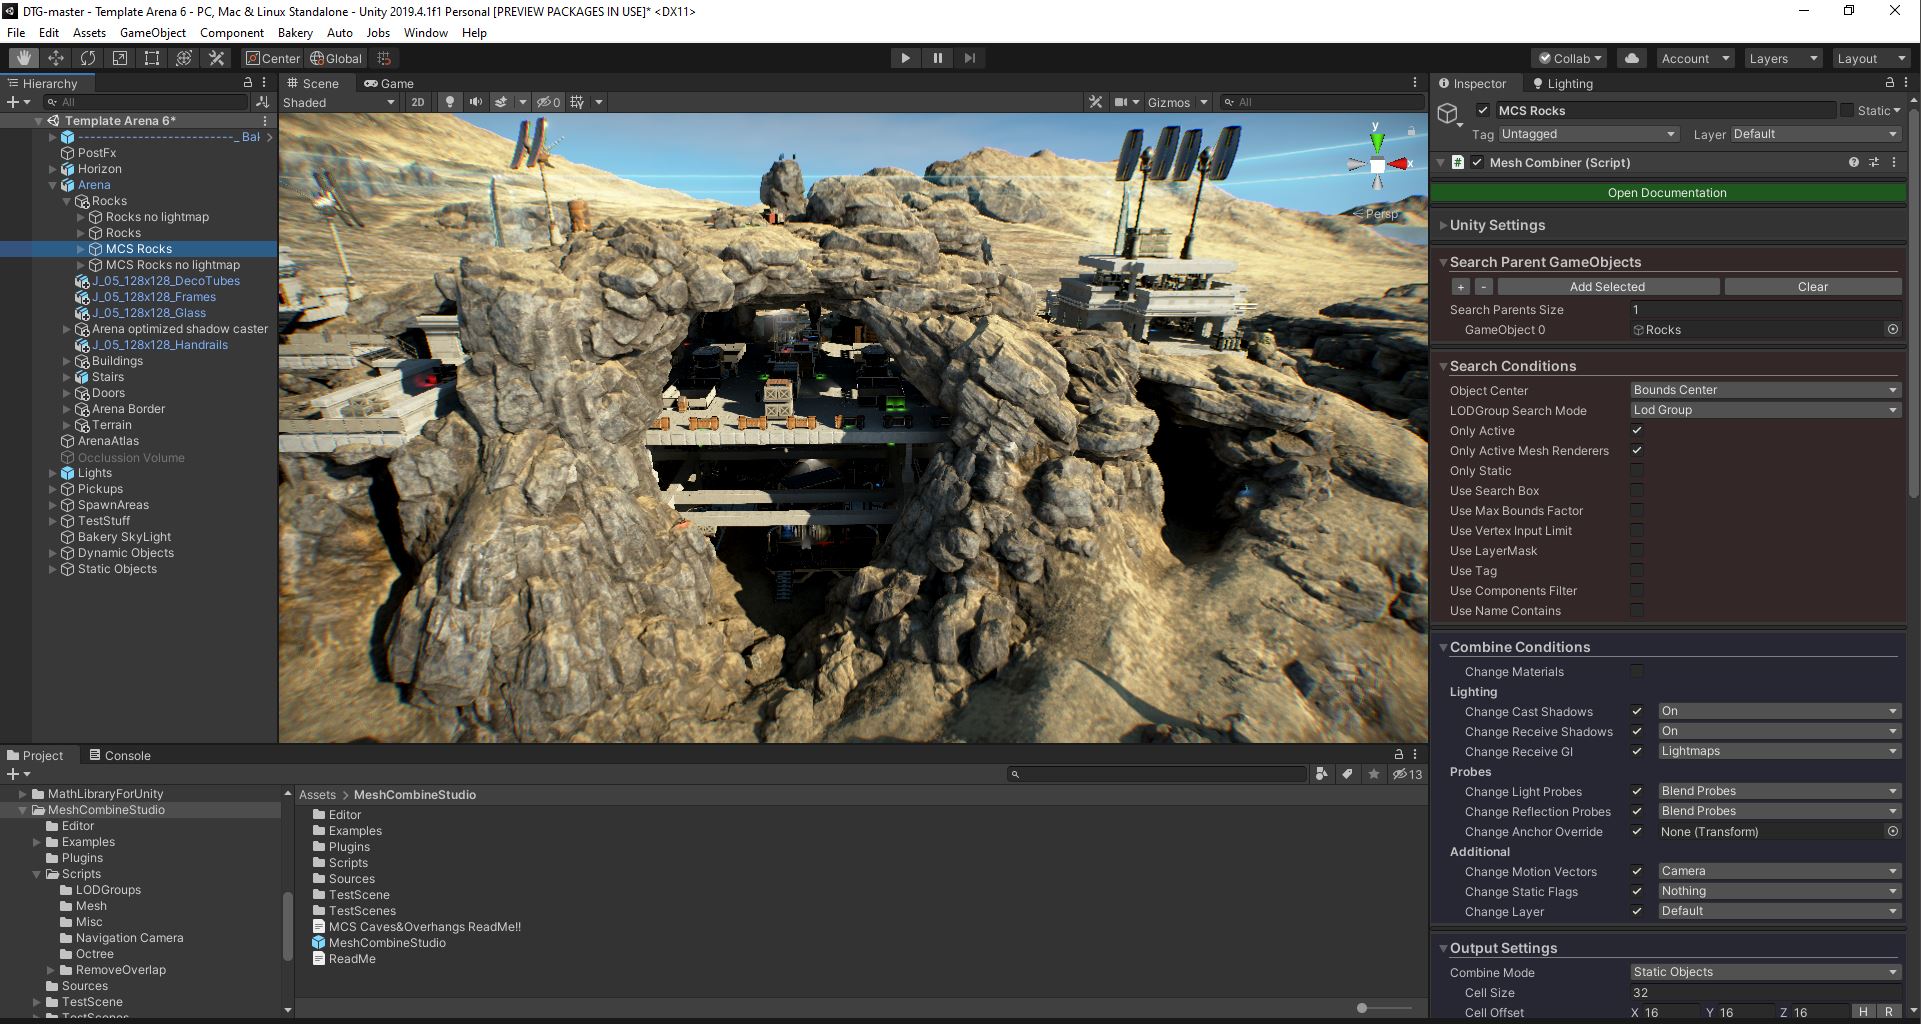 DTG-master - Template Arena 6 - PC, Mac & Linux Standalone - Unity 2019.4.1f1 Personal [PREVIEW PACKAGES IN USE]* <DX11>
File Edit Assets GameObject Component Bakery Auto Jobs Window Help
Center Global Collab Account Layers Layout
Hierarchy
All
Template Arena 6*
--------------------------_Bak
PostFx
Horizon
Arena
Rocks
Rocks no lightmap
Rocks
MCS Rocks
MCS Rocks no lightmap
J_05_128x128_DecoTubes
J_05_128x128_Frames
J_05_128x128_Glass
Arena optimized shadow caster
J_05_128x128_Handrails
Buildings
Stairs
Doors
Arena Border
Terrain
ArenaAtlas
Occlussion Volume
Lights
Pickups
SpawnAreas
TestStuff
Bakery SkyLight
Dynamic Objects
Static Objects
Scene Game
Shaded 2D 0 Gizmos All
y
x
Persp
Inspector Lighting
MCS Rocks Static
Tag Untagged Layer Default
# Mesh Combiner (Script)
Open Documentation
Unity Settings
Search Parent GameObjects
+ - Add Selected Clear
Search Parents Size 1
GameObject 0 Rocks
Search Conditions
Object Center Bounds Center
LODGroup Search Mode Lod Group
Only Active
Only Active Mesh Renderers
Only Static
Use Search Box
Use Max Bounds Factor
Use Vertex Input Limit
Use LayerMask
Use Tag
Use Components Filter
Use Name Contains
Combine Conditions
Change Materials
Lighting
Change Cast Shadows On
Change Receive Shadows On
Change Receive GI Lightmaps
Probes
Change Light Probes Blend Probes
Change Reflection Probes Blend Probes
Change Anchor Override None (Transform)
Additional
Change Motion Vectors Camera
Change Static Flags Nothing
Change Layer Default
Output Settings
Combine Mode Static Objects
Cell Size 32
Cell Offset X 16 Y 16 Z 16 H R
Project Console
13
MathLibraryForUnity
MeshCombineStudio
Editor
Examples
Plugins
Scripts
LODGroups
Mesh
Misc
Navigation Camera
Octree
RemoveOverlap
Sources
TestScene
TestScenes
Assets > MeshCombineStudio
Editor
Examples
Plugins
Scripts
Sources
TestScene
TestScenes
MCS Caves&Overhangs ReadMe!!
MeshCombineStudio
ReadMe